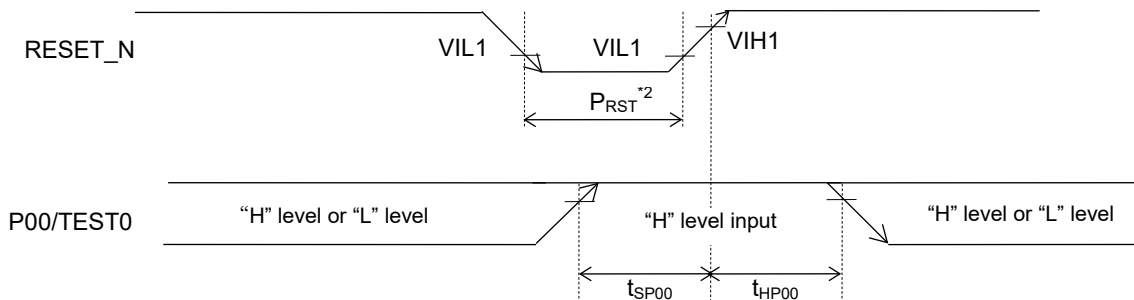 RESET_N
VIL1
VIL1
VIH1
PRST*2
P00/TEST0
“H” level or “L” level
“H” level input
“H” level or “L” level
tSP00
tHP00